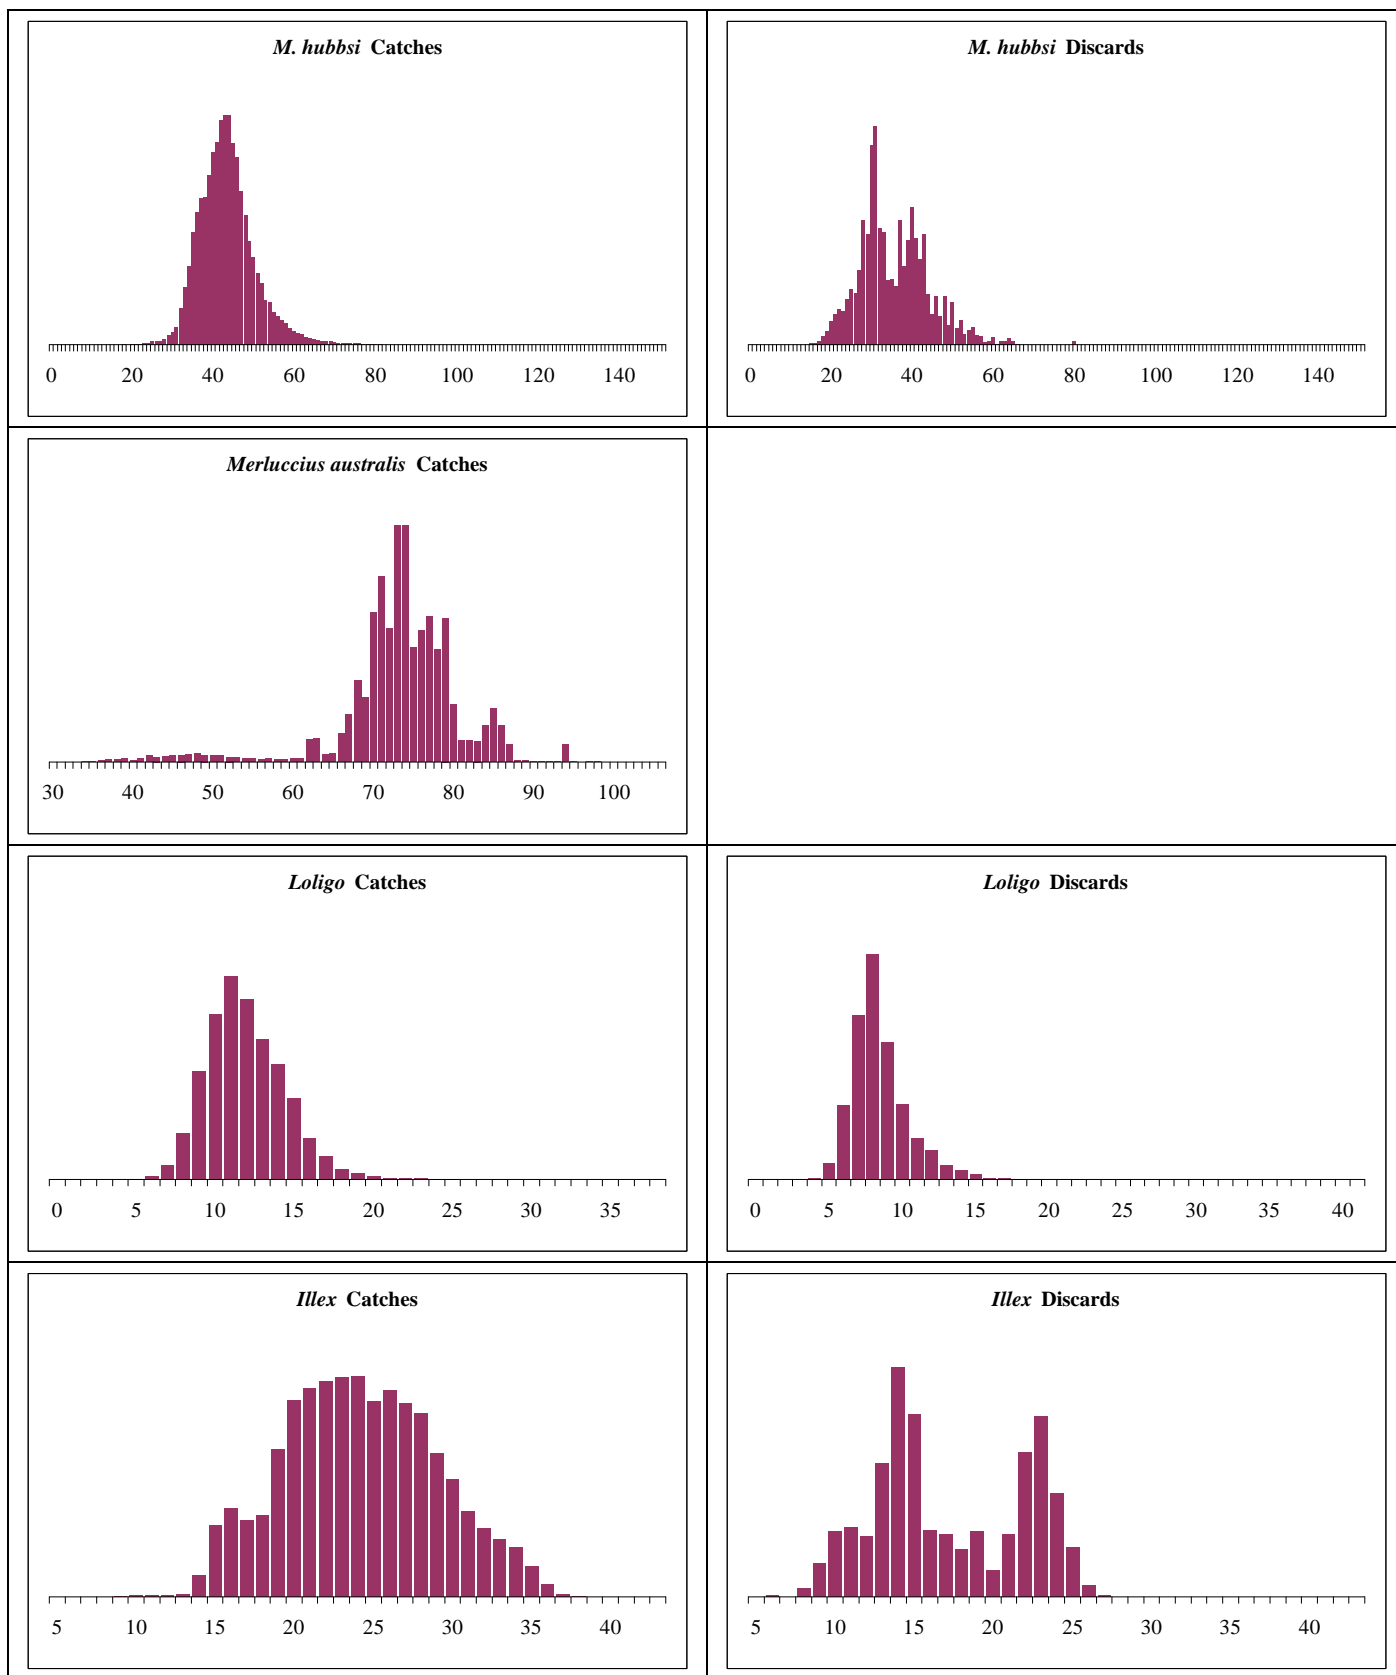 M. hubbsi Catches
0 20 40 60 80 100 120 140
M. hubbsi Discards
0 20 40 60 80 100 120 140
Merluccius australis Catches
30 40 50 60 70 80 90 100
Loligo Catches
0 5 10 15 20 25 30 35
Loligo Discards
0 5 10 15 20 25 30 35 40
Illex Catches
5 10 15 20 25 30 35 40
Illex Discards
5 10 15 20 25 30 35 40